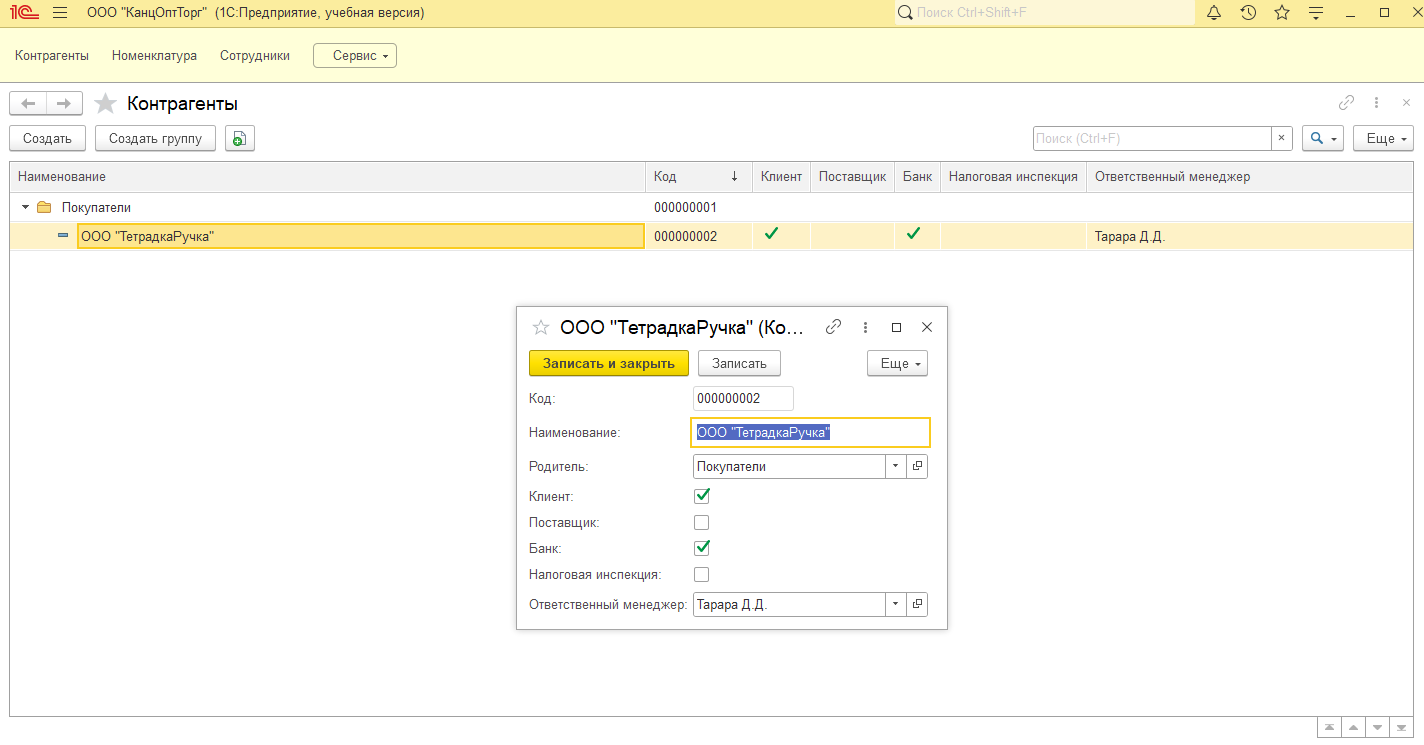 1С ООО "КанцОптТорг" (1С:Предприятие, учебная версия) Поиск Ctrl+Shift+F
Контрагенты Номенклатура Сотрудники Сервис
Контрагенты
Создать Создать группу Поиск (Ctrl+F) × Еще
Наименование Код ↓ Клиент Поставщик Банк Налоговая инспекция Ответственный менеджер
Покупатели 000000001
ООО "ТетрадкаРучка" 000000002 Тарара Д.Д.
ООО "ТетрадкаРучка" (Ко...
Записать и закрыть Записать Еще
Код: 000000002
Наименование: ООО "ТетрадкаРучка"
Родитель: Покупатели
Клиент:
Поставщик:
Банк:
Налоговая инспекция:
Ответственный менеджер: Тарара Д.Д.